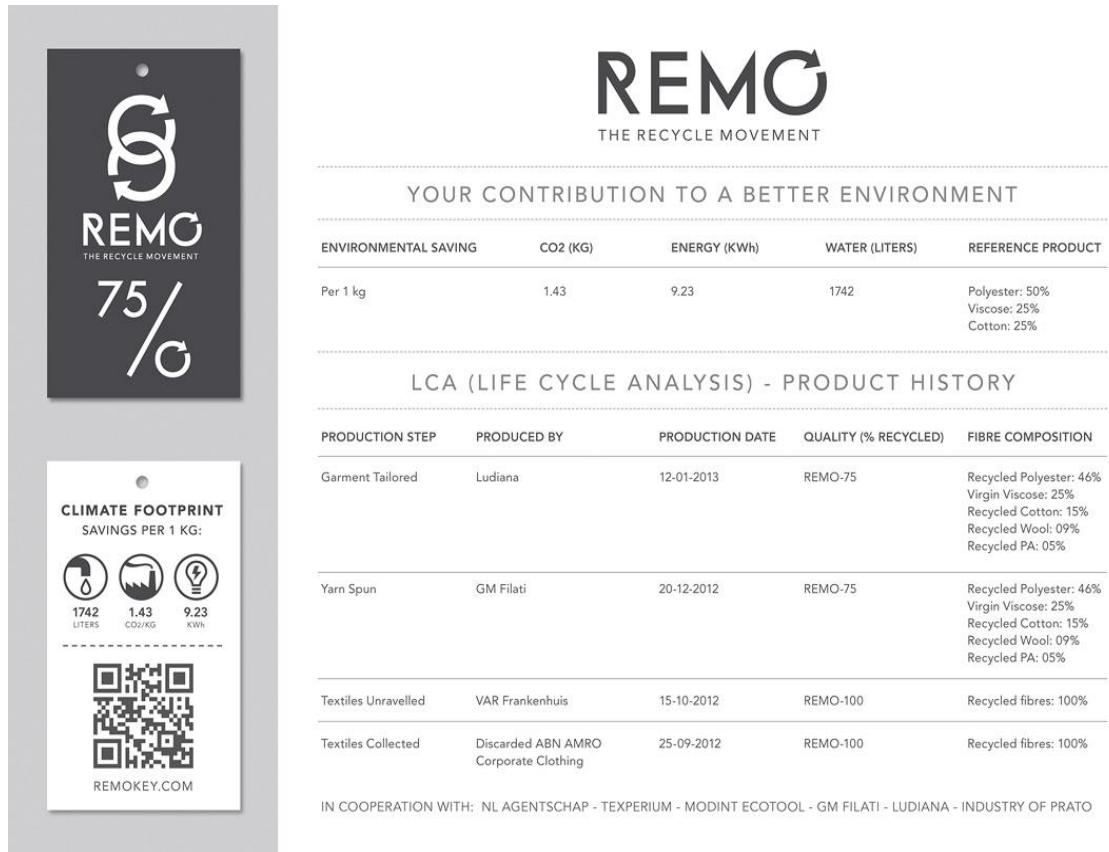 REMO
THE RECYCLE MOVEMENT
75%
CLIMATE FOOTPRINT
SAVINGS PER 1 KG:
1742 1.43 9.23
LITERS CO2/KG KWh
REMOKEY.COM
REMO
THE RECYCLE MOVEMENT
YOUR CONTRIBUTION TO A BETTER ENVIRONMENT
ENVIRONMENTAL SAVING CO2 (KG) ENERGY (KWh) WATER (LITERS) REFERENCE PRODUCT
Per 1 kg 1.43 9.23 1742 Polyester: 50%
Viscose: 25%
Cotton: 25%
LCA (LIFE CYCLE ANALYSIS) - PRODUCT HISTORY
PRODUCTION STEP PRODUCED BY PRODUCTION DATE QUALITY (% RECYCLED) FIBRE COMPOSITION
Garment Tailored Ludiana 12-01-2013 REMO-75 Recycled Polyester: 46%
Virgin Viscose: 25%
Recycled Cotton: 15%
Recycled Wool: 09%
Recycled PA: 05%
Yarn Spun GM Filati 20-12-2012 REMO-75 Recycled Polyester: 46%
Virgin Viscose: 25%
Recycled Cotton: 15%
Recycled Wool: 09%
Recycled PA: 05%
Textiles Unravelled VAR Frankenhuis 15-10-2012 REMO-100 Recycled fibres: 100%
Textiles Collected Discarded ABN AMRO 25-09-2012 REMO-100 Recycled fibres: 100%
Corporate Clothing
IN COOPERATION WITH: NL AGENTSCHAP - TEXPERIUM - MODINT ECOTOOL - GM FILATI - LUDIANA - INDUSTRY OF PRATO